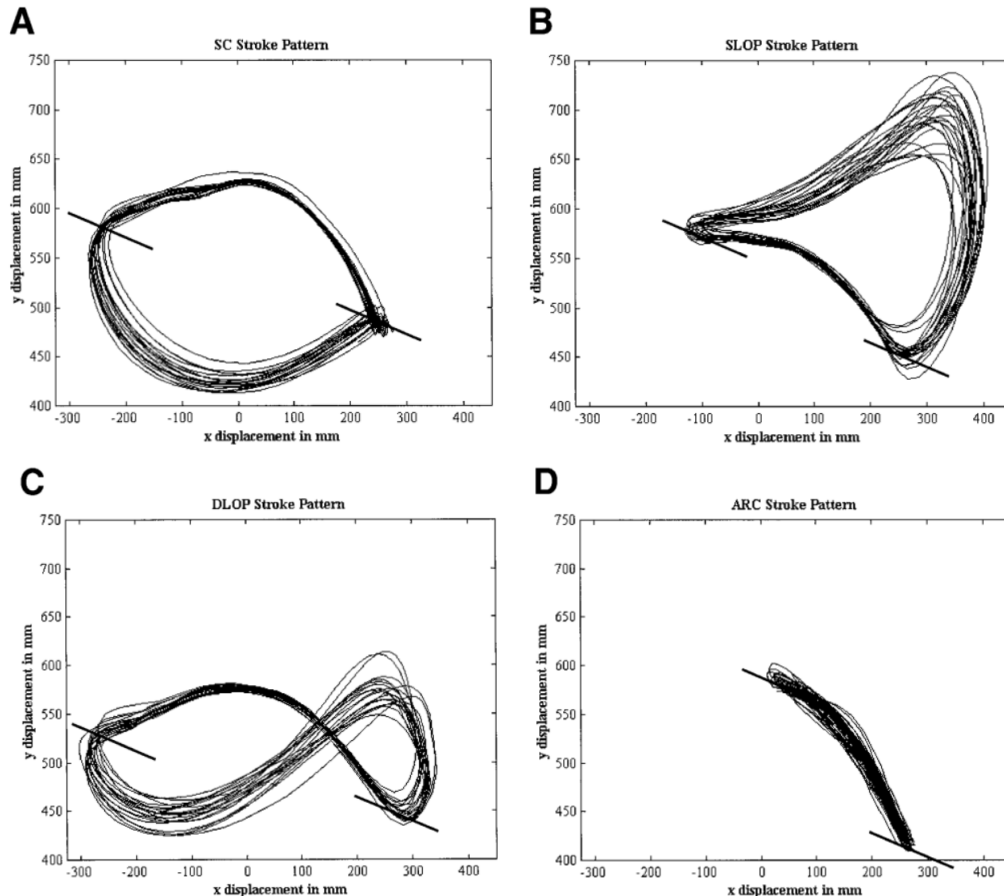 A
SC Stroke Pattern
750
700
650
600
550
500
450
400
y displacement in mm
-300 -200 -100 0 100 200 300 400
x displacement in mm
B
SLOP Stroke Pattern
750
700
650
600
550
500
450
400
y displacement in mm
-300 -200 -100 0 100 200 300 400
x displacement in mm
C
DLOP Stroke Pattern
750
700
650
600
550
500
450
400
y displacement in mm
-300 -200 -100 0 100 200 300 400
x displacement in mm
D
ARC Stroke Pattern
750
700
650
600
550
500
450
400
y displacement in mm
-300 -200 -100 0 100 200 300 400
x displacement in mm